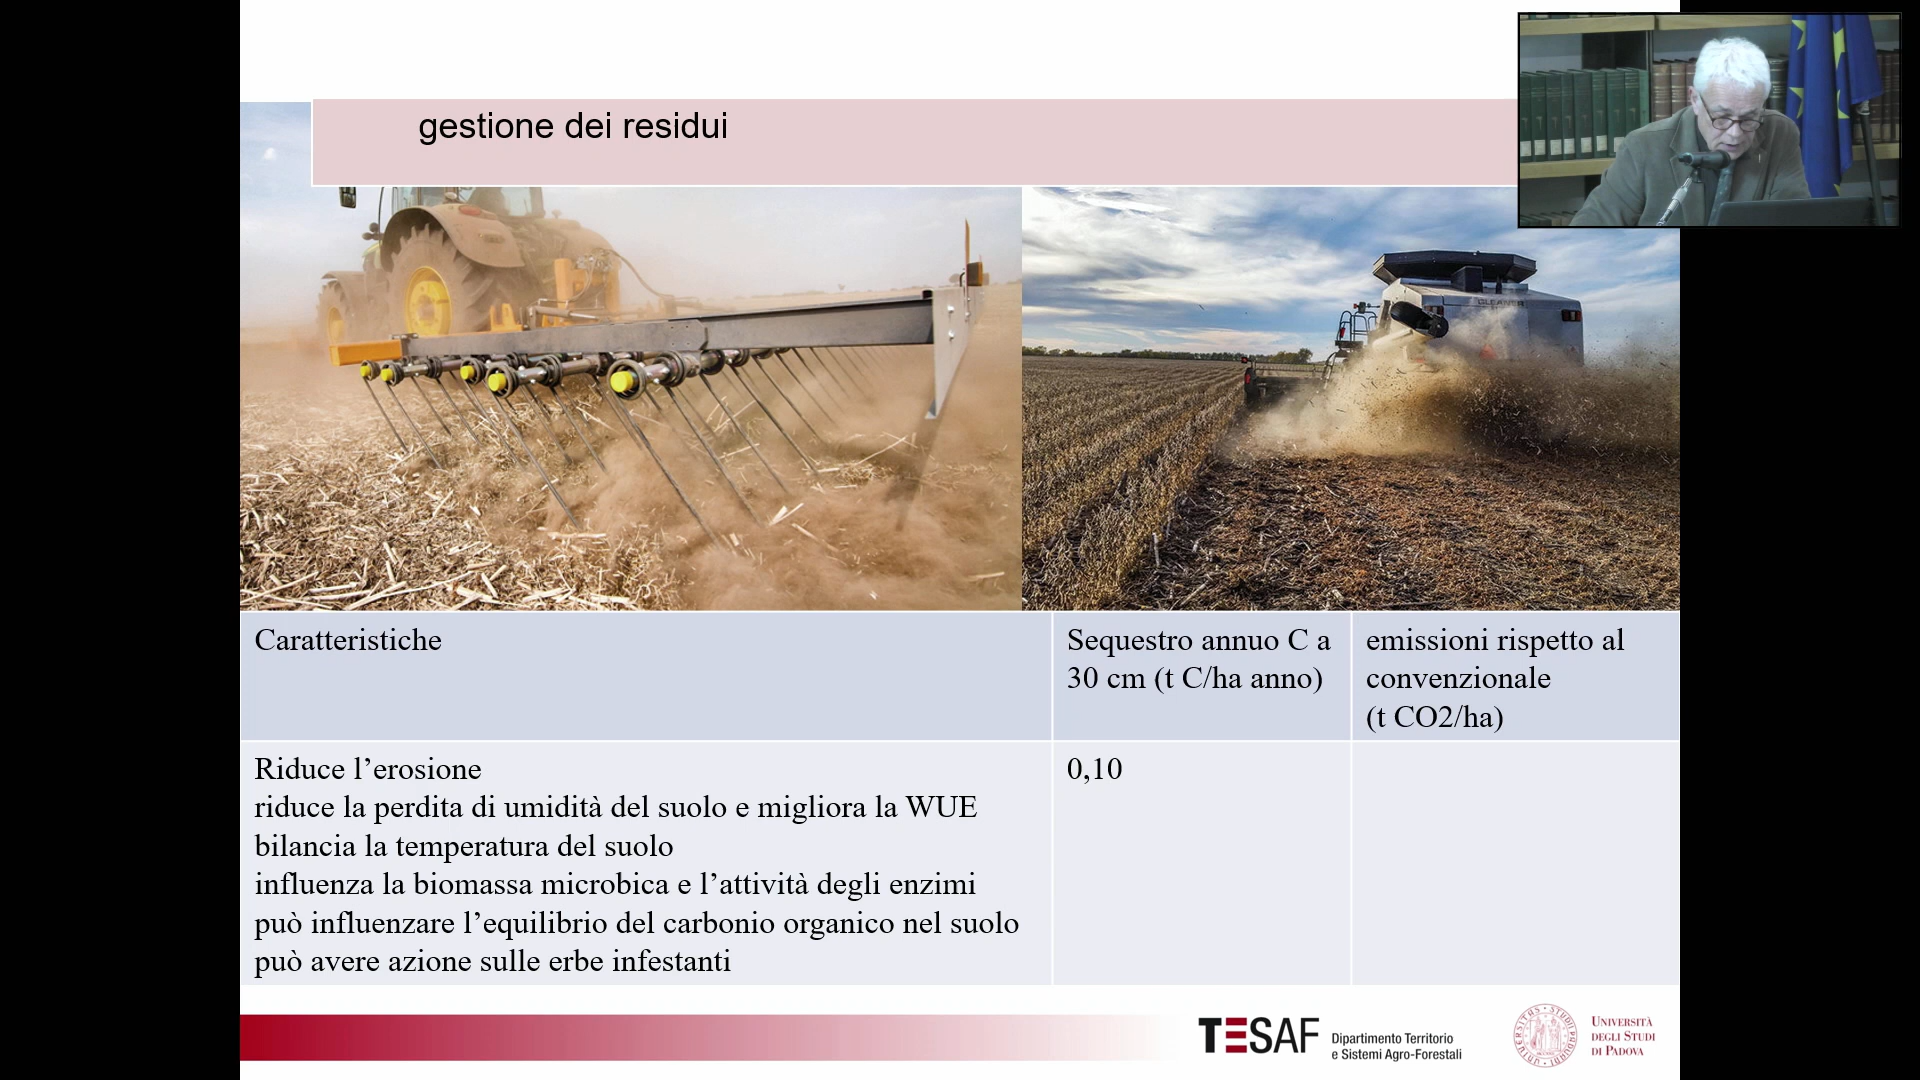 gestione dei residui
GLEANER
Caratteristiche
Sequestro annuo C a
30 cm (t C/ha anno)
emissioni rispetto al
convenzionale
(t CO2/ha)
Riduce l’erosione
riduce la perdita di umidità del suolo e migliora la WUE
bilancia la temperatura del suolo
influenza la biomassa microbica e l’attività degli enzimi
può influenzare l’equilibrio del carbonio organico nel suolo
può avere azione sulle erbe infestanti
0,10
TESAF
Dipartimento Territorio
e Sistemi Agro-Forestali
UNIVERSITÀ
DEGLI STUDI
DI PADOVA